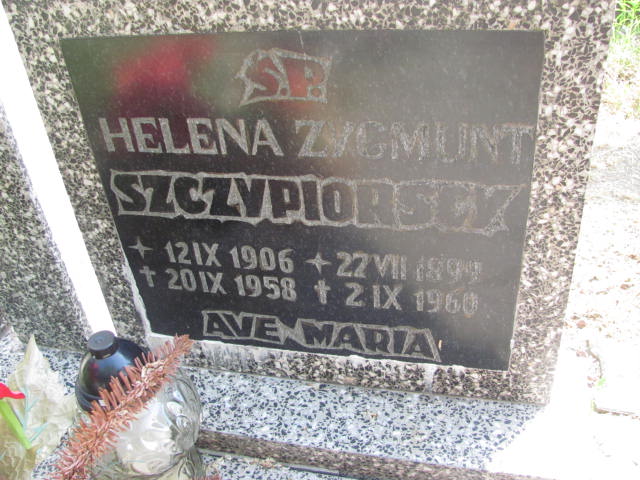 Ś.P.
HELENA ZYGMUNT
SZCZYPIORSCY
12 IX 1906 22 VII 1899
✝ 20 IX 1958 ✝ 2 IX 1960
AVE-MARIA